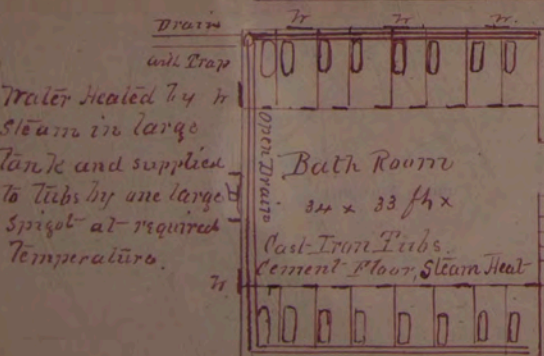 Drain
with Trap
W W W.
Water Heated by W
Steam in large
Tank and supplied
to Tubs by one large
Spigot at required
Temperature.
Open Drain
D
W.
Bath Room
34 x 33 ft x
Cast Iron Tubs.
Cement Floor, Steam Heat